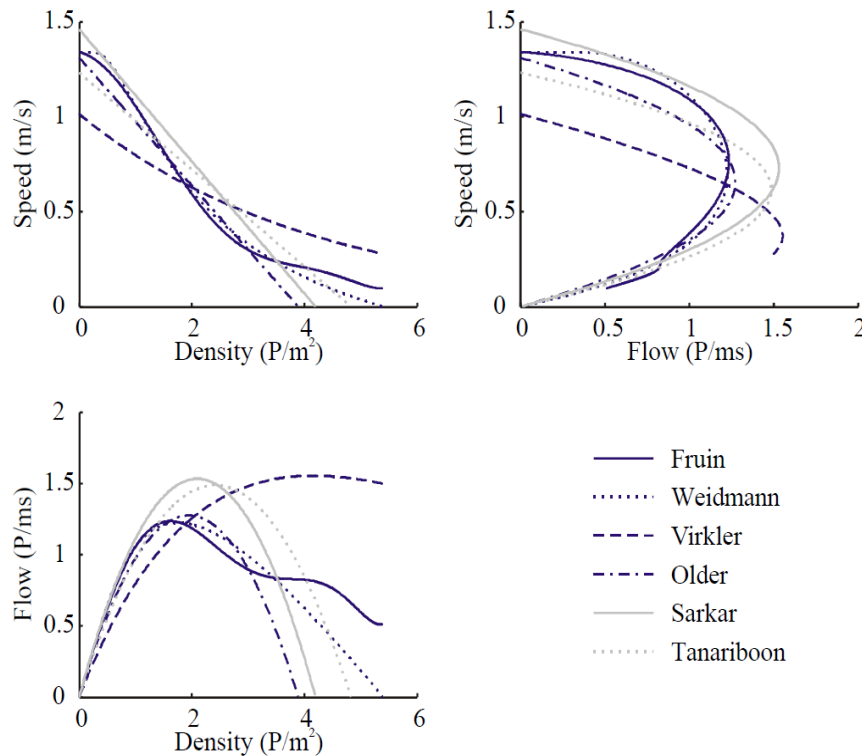 1.5
1
0.5
0
Speed (m/s)
0 2 4 6
Density (P/m²)
1.5
1
0.5
0
Speed (m/s)
0.5 1 1.5 2
Flow (P/ms)
2
1.5
1
0.5
0
Flow (P/ms)
0 2 4 6
Density (P/m²)
Fruin
Weidmann
Virkler
Older
Sarkar
Tanariboon